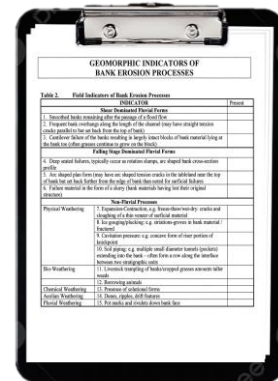 GEOMORPHIC INDICATORS OF
BANK EROSION PROCESSES
Table 2. Field Indicators of Bank Erosion Processes
INDICATOR Present
Shear Dominated Fluvial Forms
1. Smoothed banks remaining after the passage of a flood flow
2. Frequent bank overhangs along the length of the channel (may have straight tension
cracks parallel to but set back from the top of bank)
3. Cantilever failure of the banks resulting in largely intact blocks of bank material lying at
the bank toe (often grasses continue to grow on the block)
Falling Stage Dominated Fluvial Forms
4. Deep seated failures, typically occur as rotation slumps, arc shaped bank cross-section
profile
5. Arc shaped plan form (may have arc shaped tension cracks in the tableland near the top
of bank but set back further from the edge of bank than noted for surficial failures
6. Failure material in the form of a slurry (bank materials having lost their original
structure)
Non-Fluvial Processes
Physical Weathering 7. Expansion-Contraction, e.g. freeze-thaw/wet-dry: cracks and
sloughing of a thin veneer of surficial material
8. Ice gouging/plucking: e.g. striations-groves in bank material /
fractured
9. Cavitation pressure: e.g. concave form of riser portion of
knickpoint
10. Soil piping: e.g. multiple small diameter tunnels (pockets)
extending into the bank - often form a row along the interface
between two stratigraphic units
Bio-Weathering 11. Livestock trampling of banks/cropped grasses amongst taller
weeds
12. Burrowing animals
Chemical Weathering 13. Presence of solutional forms
Aeolian Weathering 14. Dunes, ripples, drift features
Pluvial Weathering 15. Pot marks and rivulets down bank face